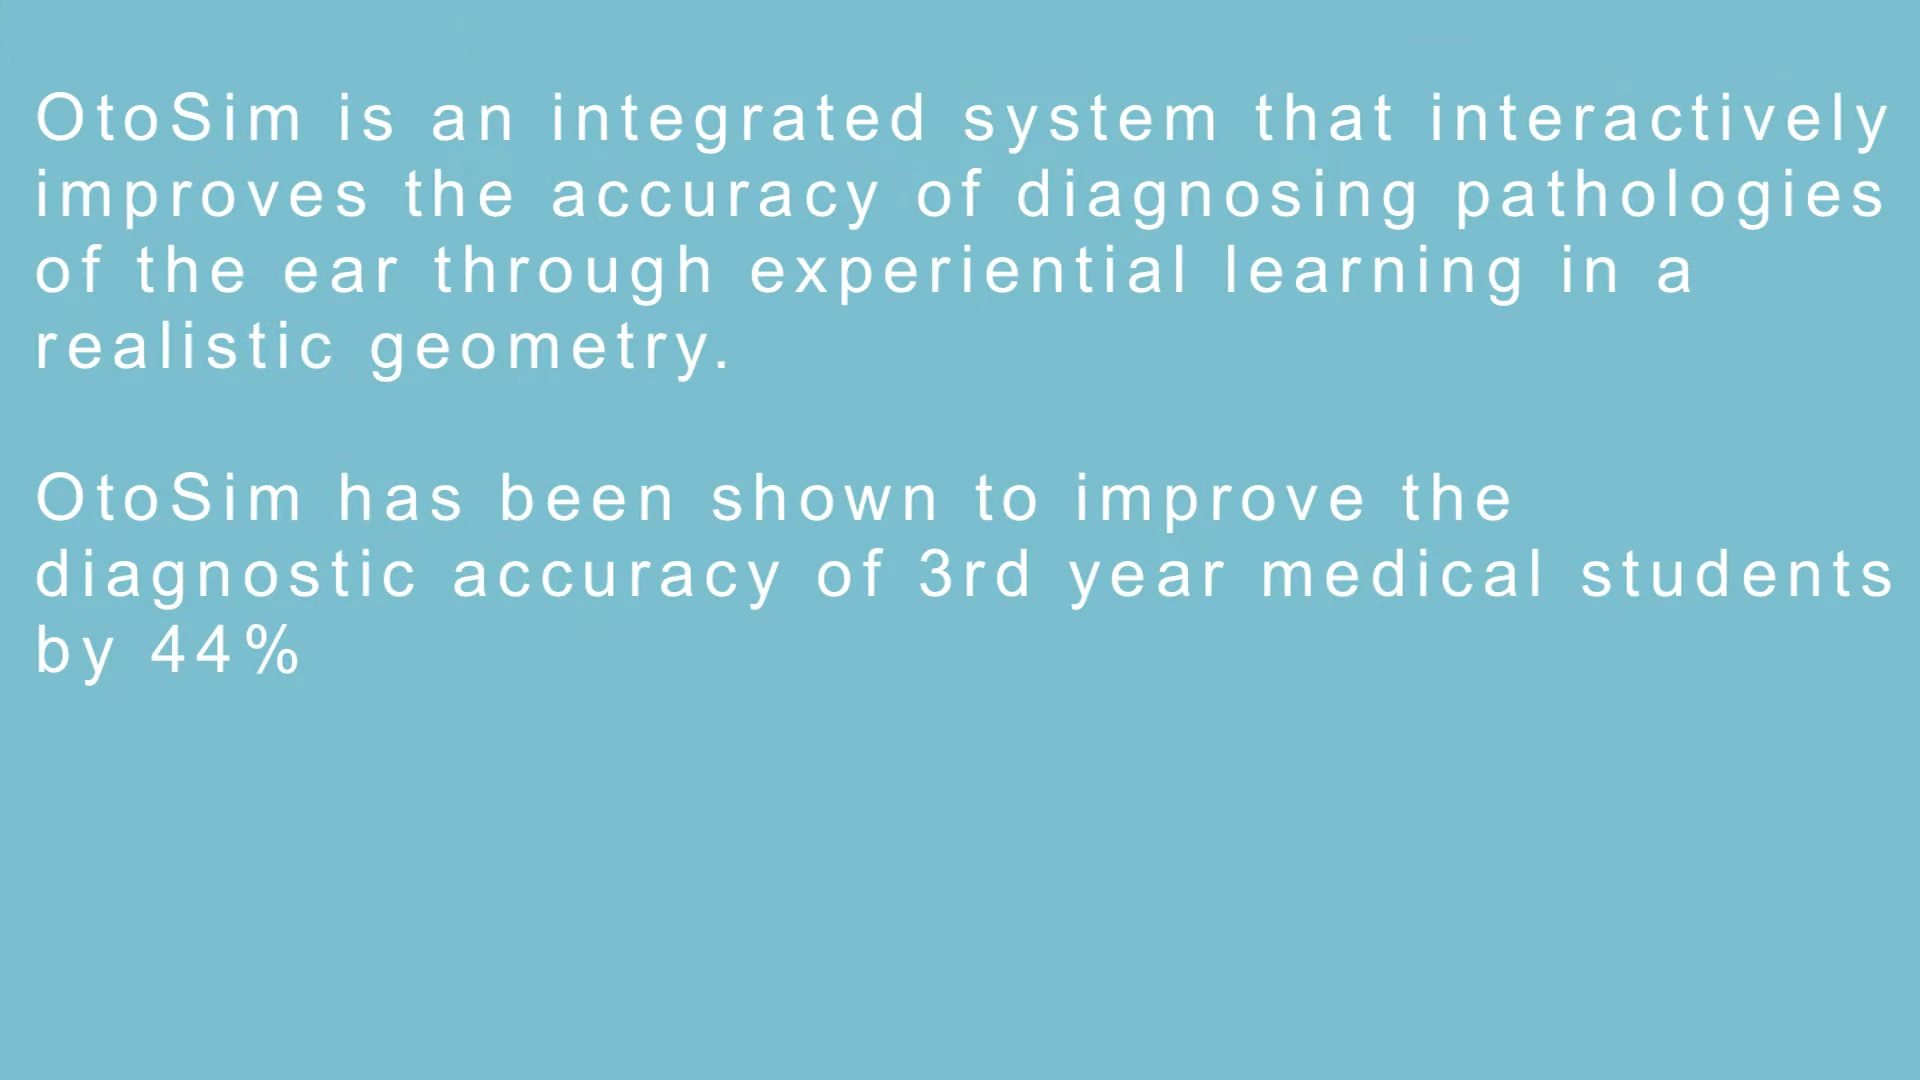 OtoSim is an integrated system that interactively
improves the accuracy of diagnosing pathologies
of the ear through experiential learning in a
realistic geometry.
OtoSim has been shown to improve the
diagnostic accuracy of 3rd year medical students
by 44%